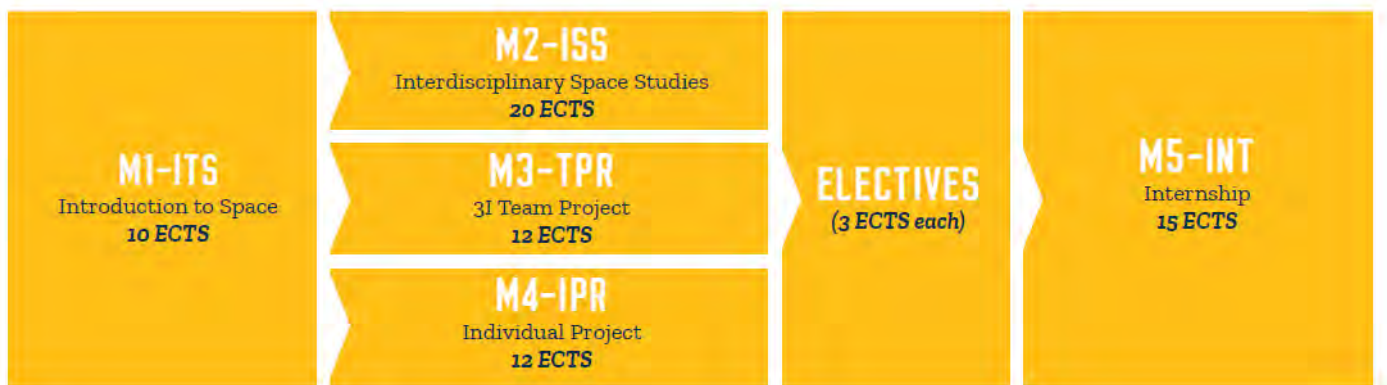 M1-ITS
Introduction to Space
10 ECTS
M2-ISS
Interdisciplinary Space Studies
20 ECTS
M3-TPR
3I Team Project
12 ECTS
M4-IPR
Individual Project
12 ECTS
ELECTIVES
(3 ECTS each)
M5-INT
Internship
15 ECTS